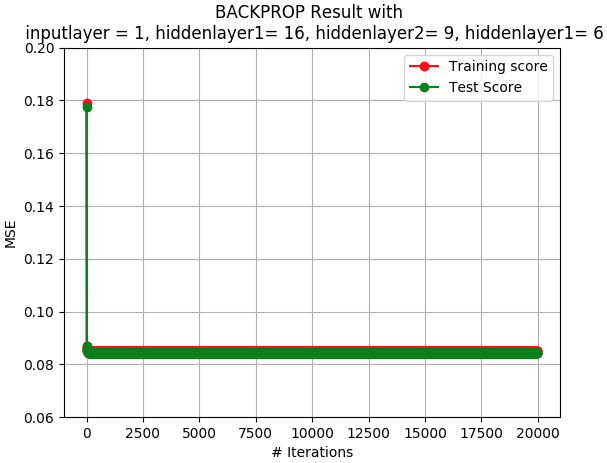 BACKPROP Result with
inputlayer = 1, hiddenlayer1= 16, hiddenlayer2= 9, hiddenlayer1= 6
0.20
Training score
Test Score
0.18
0.16
0.14
MSE
0.12
0.10
0.08
0.06
0 2500 5000 7500 10000 12500 15000 17500 20000
# Iterations